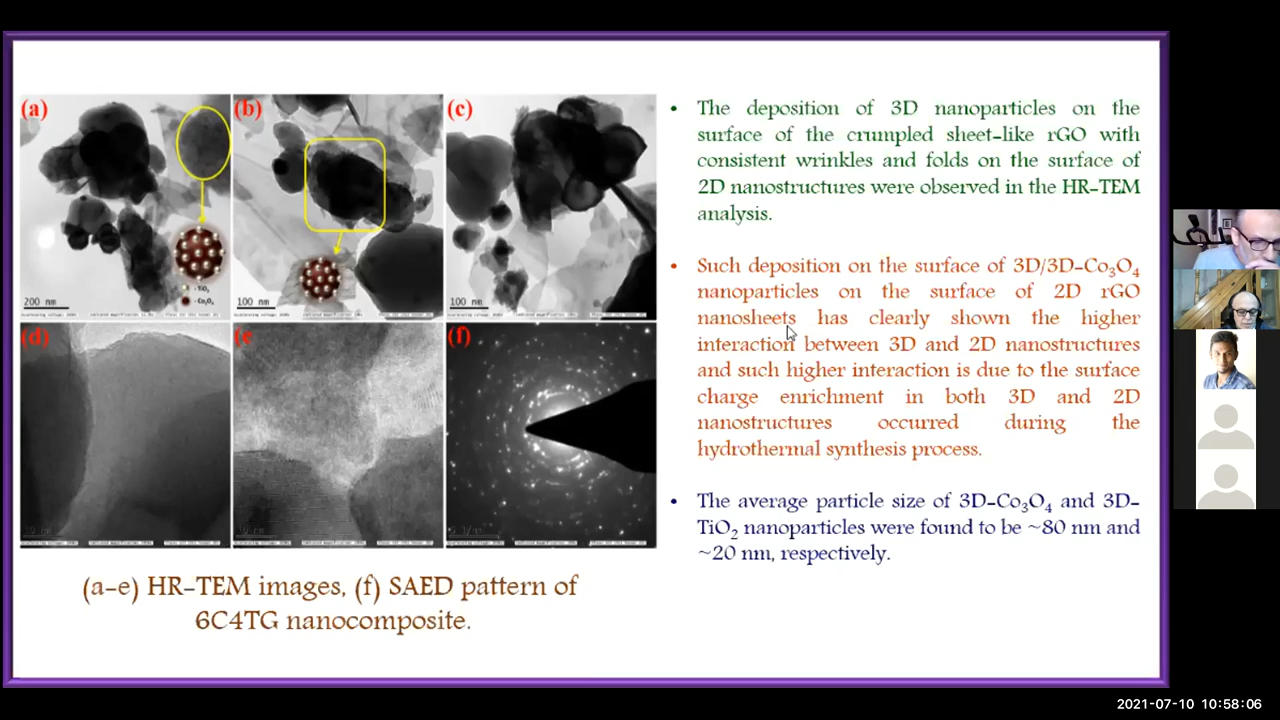 (a)
(b)
(c)
- TiO₂
- Co₃O₄
200 nm
100 nm
100 nm
(d)
(e)
(f)
(a-e) HR-TEM images, (f) SAED pattern of
6C4TG nanocomposite.
• The deposition of 3D nanoparticles on the
surface of the crumpled sheet-like rGO with
consistent wrinkles and folds on the surface of
2D nanostructures were observed in the HR-TEM
analysis.
• Such deposition on the surface of 3D/3D-Co₃O₄
nanoparticles on the surface of 2D rGO
nanosheets has clearly shown the higher
interaction between 3D and 2D nanostructures
and such higher interaction is due to the surface
charge enrichment in both 3D and 2D
nanostructures occurred during the
hydrothermal synthesis process.
• The average particle size of 3D-Co₃O₄ and 3D-
TiO₂ nanoparticles were found to be ~80 nm and
~20 nm, respectively.
2021-07-10 10:58:06